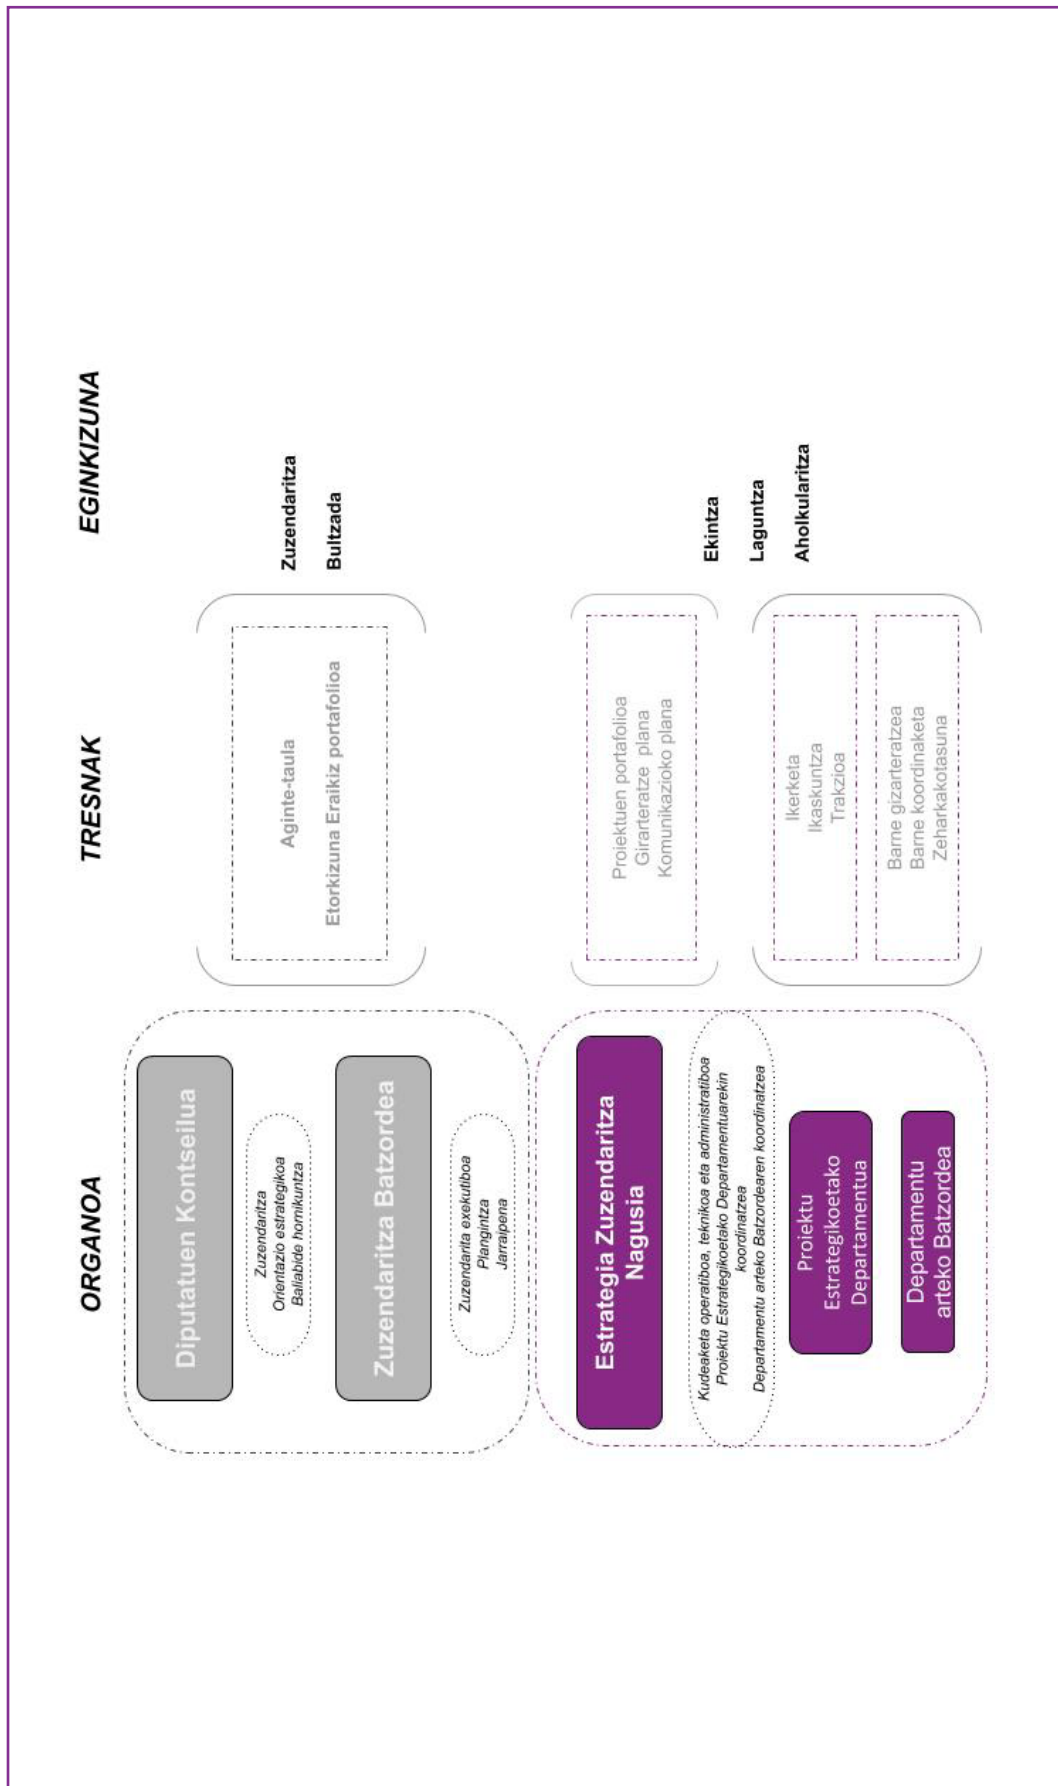 ORGANOA
TRESNAK
EGINKIZUNA
Diputatuen Kontseilua
Zuzendaritza
Orientazio estrategikoa
Baliabide hornikuntza
Zuzendaritza Batzordea
Zuzendarita exekutiboa
Plangintza
Jarraipena
Aginte-taula
Etorkizuna Eraikiz portafolioa
Zuzendaritza
Bultzada
Estrategia Zuzendaritza
Nagusia
Kudeaketa operatiboa, teknikoa eta administratiboa
Proiektu Estrategikoetako Departamentuarekin
koordinatzea
Departamentu arteko Batzordearen koordinatzea
Proiektu
Estrategikoetako
Departamentua
Departamentu
arteko Batzordea
Proiektuen portafolioa
Girarteratze plana
Komunikazioko plana
Ikerketa
Ikaskuntza
Trakzioa
Barne gizarteratzea
Barne koordinaketa
Zeharkakotasuna
Ekintza
Laguntza
Aholkularitza